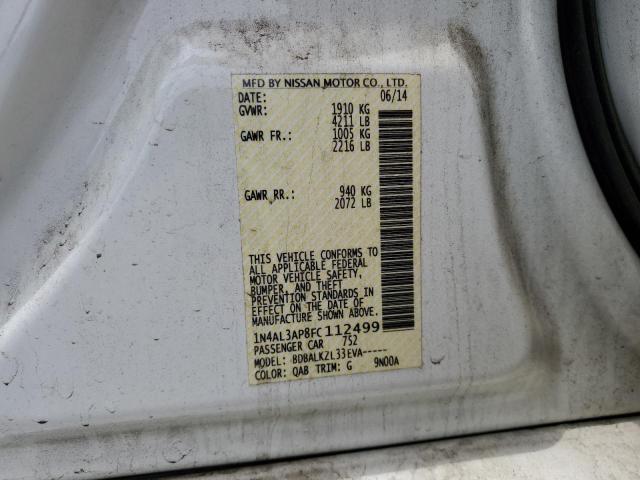 MFD BY NISSAN MOTOR CO., LTD.
DATE: 06/14
GVWR: 1910 KG
4211 LB
GAWR FR.: 1005 KG
2216 LB
GAWR RR.: 940 KG
2072 LB
THIS VEHICLE CONFORMS TO
ALL APPLICABLE FEDERAL
MOTOR VEHICLE SAFETY,
BUMPER, AND THEFT
PREVENTION STANDARDS
IN EFFECT ON THE DATE OF
MANUFACTURE SHOWN ABOVE.
1N4AL3AP8FC112499
PASSENGER CAR 752
MODEL: BDBALKZL33EVA-----
COLOR: QAB TRIM: G 9N00A